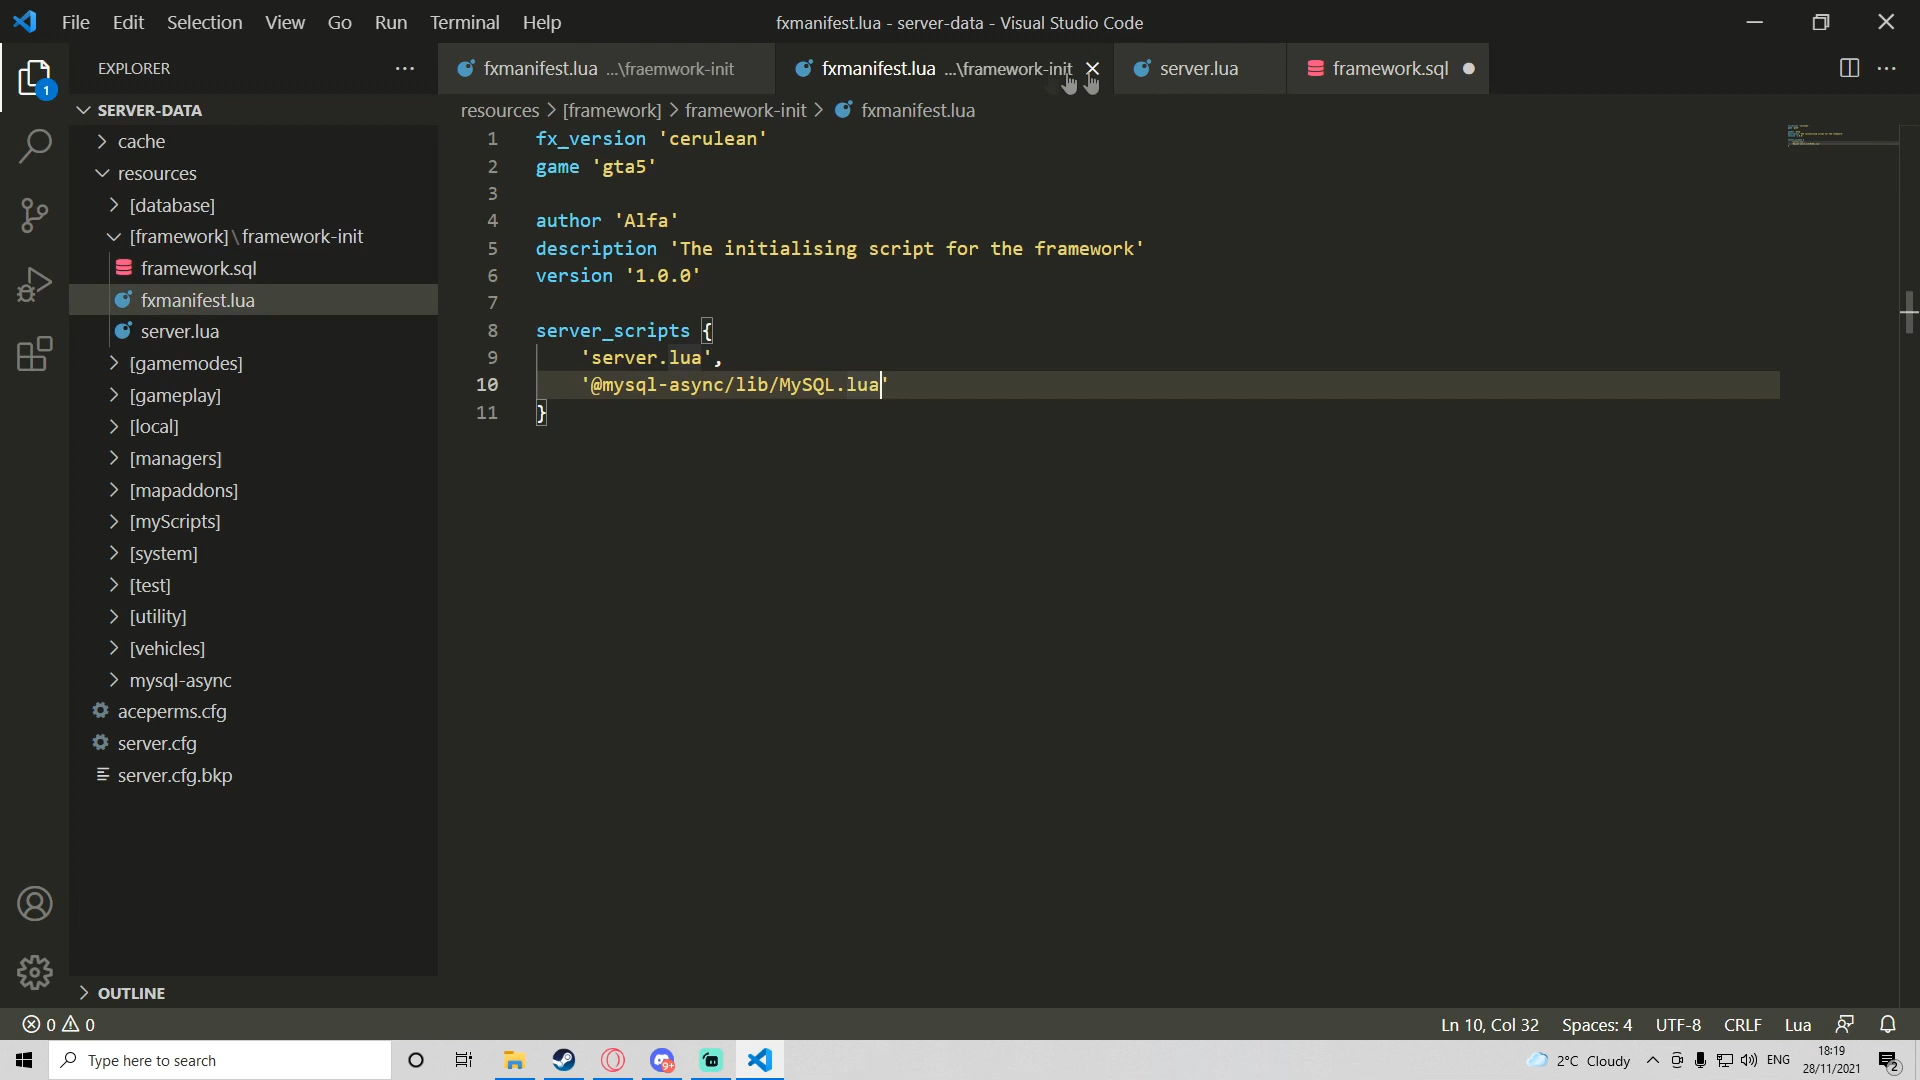 File Edit Selection View Go Run Terminal Help
fxmanifest.lua - server-data - Visual Studio Code
EXPLORER
fxmanifest.lua ...\fraemwork-init
fxmanifest.lua ...\framework-init
server.lua
framework.sql
1
SERVER-DATA
resources > [framework] > framework-init > fxmanifest.lua
cache
resources
[database]
[framework]\framework-init
framework.sql
fxmanifest.lua
server.lua
[gamemodes]
[gameplay]
[local]
[managers]
[mapaddons]
[myScripts]
[system]
[test]
[utility]
[vehicles]
mysql-async
aceperms.cfg
server.cfg
server.cfg.bkp
OUTLINE
1 fx_version 'cerulean'
2 game 'gta5'
3
4 author 'Alfa'
5 description 'The initialising script for the framework'
6 version '1.0.0'
7
8 server_scripts {
9 'server.lua',
10 '@mysql-async/lib/MySQL.lua'
11 }
0 0
Ln 10, Col 32 Spaces: 4 UTF-8 CRLF Lua
Type here to search
9+
2°C Cloudy
ENG
18:19
28/11/2021
2